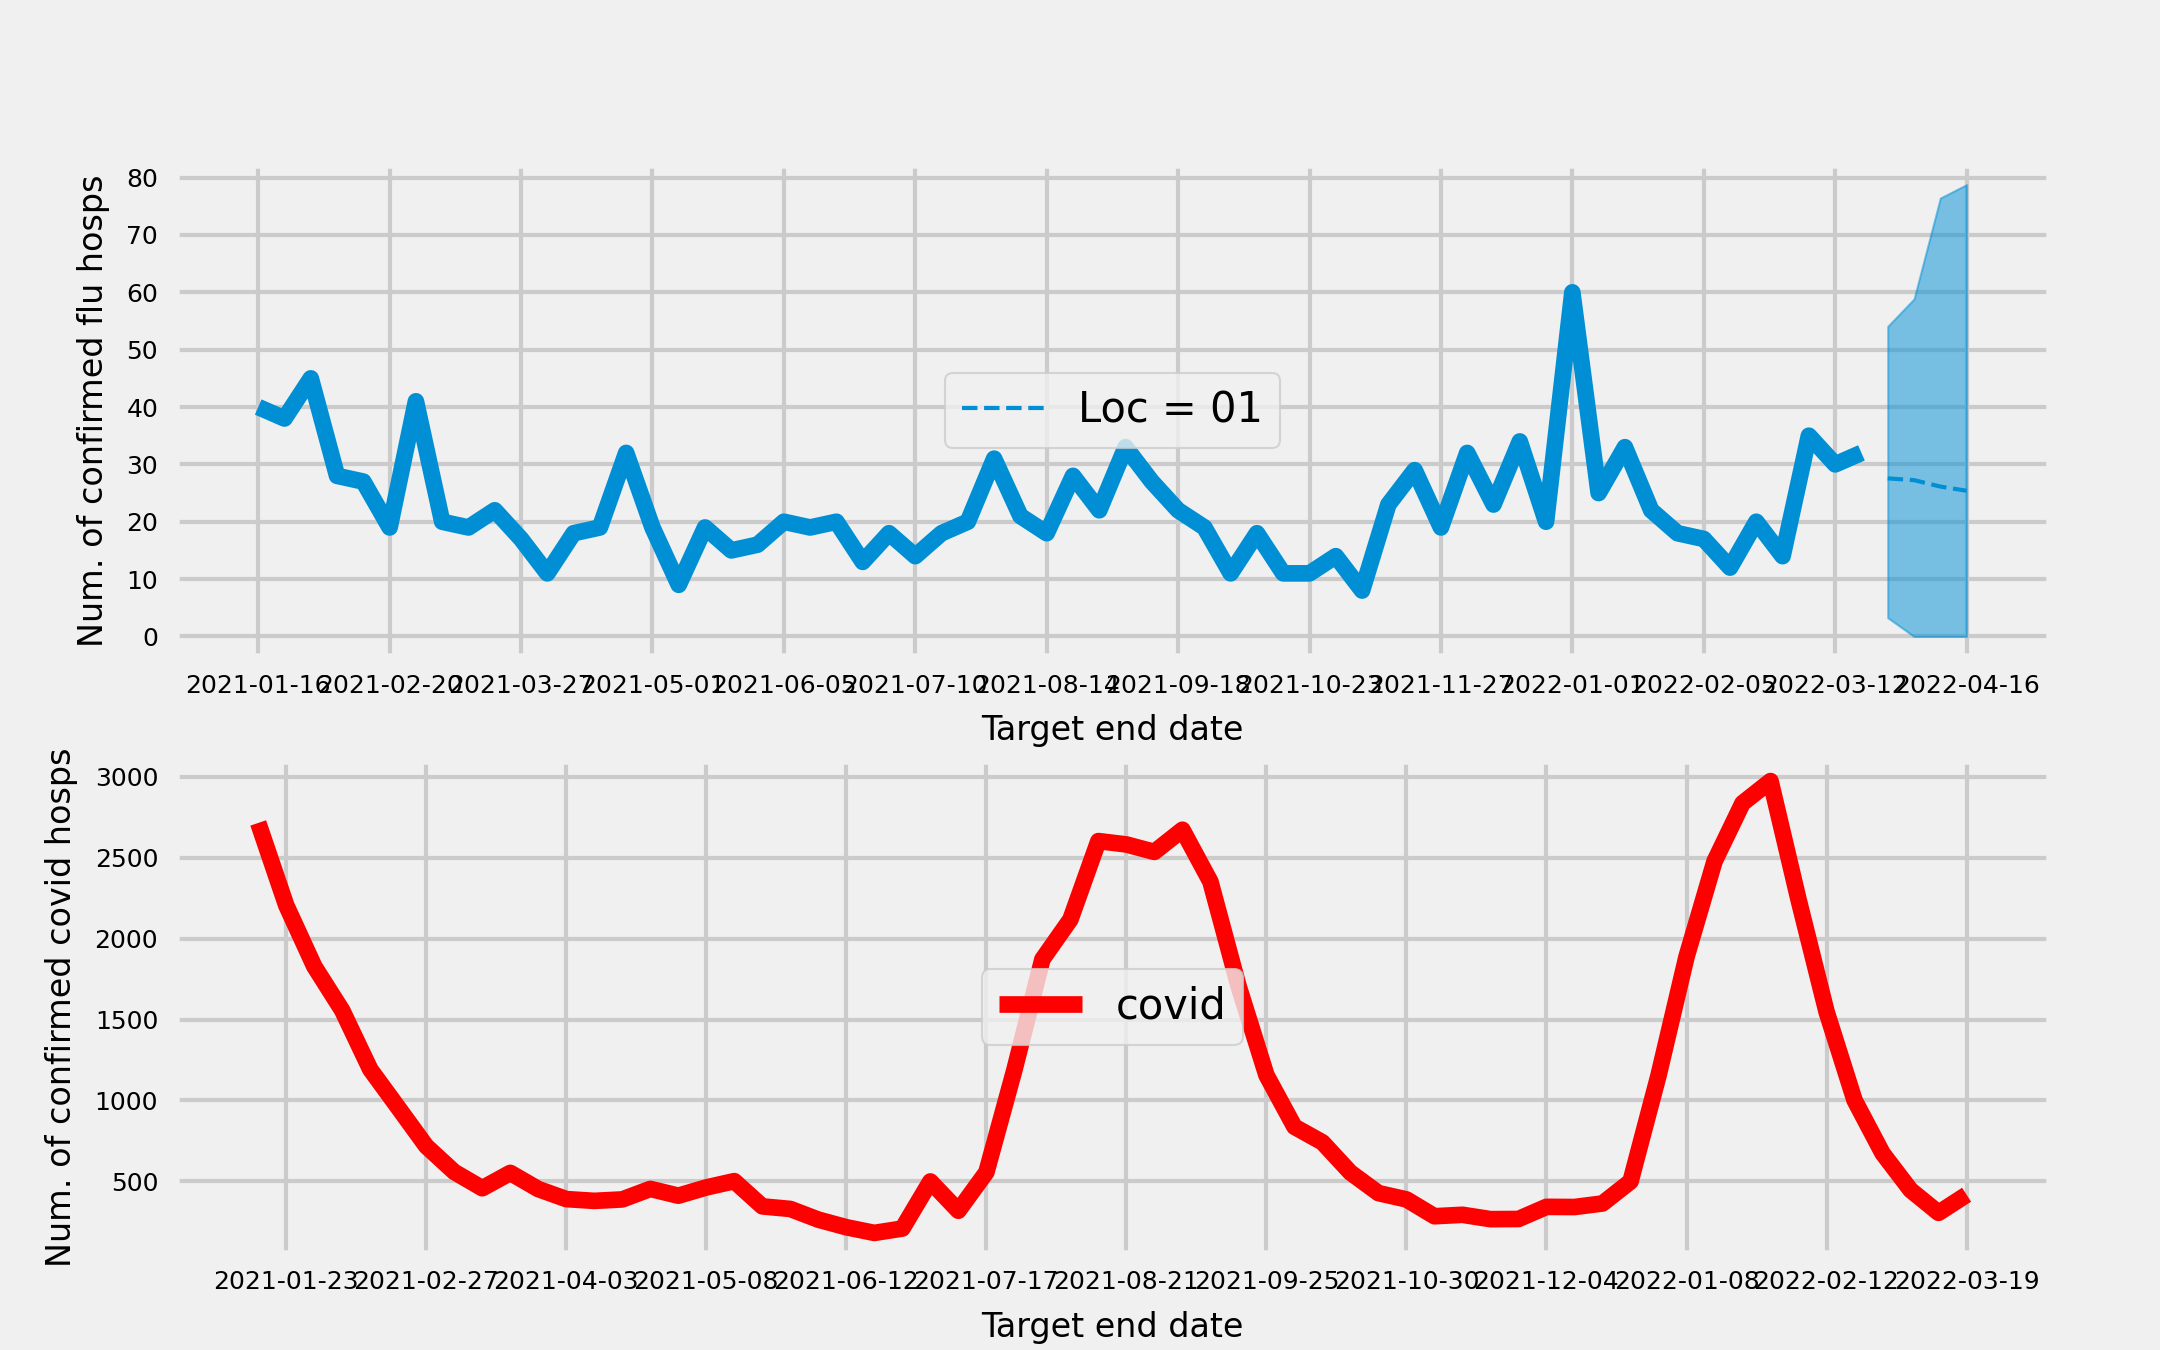 Num. of confirmed flu hosps
80
70
60
50
40
30
20
10
0
Loc = 01
2021-01-16 2021-02-20 2021-03-27 2021-05-01 2021-06-05 2021-07-10 2021-08-14 2021-09-18 2021-10-23 2021-11-27 2022-01-01 2022-02-05 2022-03-12 2022-04-16
Target end date
Num. of confirmed covid hosps
3000
2500
2000
1500
1000
500
covid
2021-01-23 2021-02-27 2021-04-03 2021-05-08 2021-06-12 2021-07-17 2021-08-21 2021-09-25 2021-10-30 2021-12-04 2022-01-08 2022-02-12 2022-03-19
Target end date